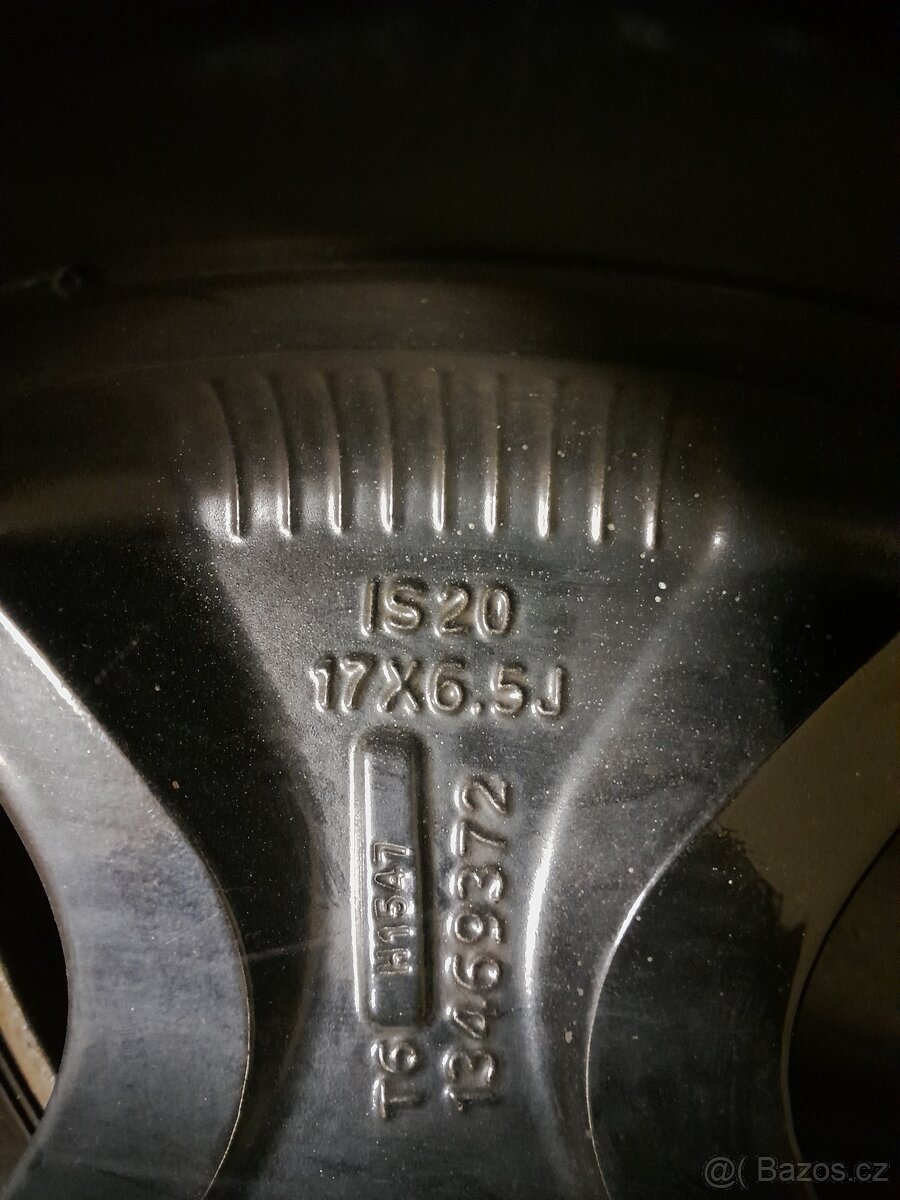 IS20
17X6.5J
H1547
T6
13469372
@( Bazos.cz